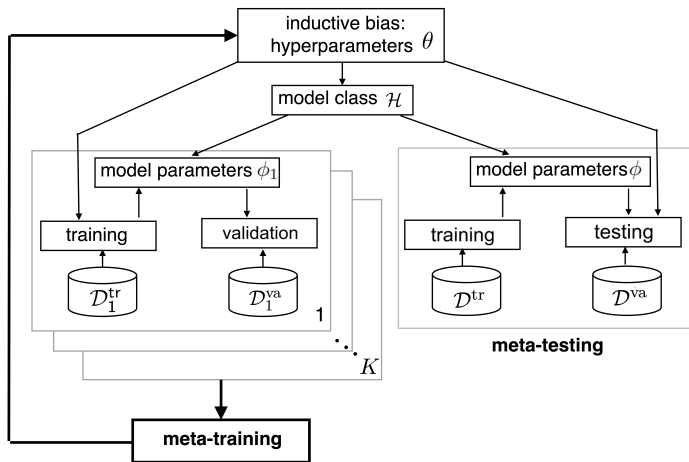 inductive bias:
hyperparameters θ
model class ℋ
model parameters ϕ₁
training
validation
𝒟₁ᵗʳ
𝒟₁ᵛᵃ
1
K
model parameters ϕ
training
testing
𝒟ᵗʳ
𝒟ᵛᵃ
meta-testing
meta-training